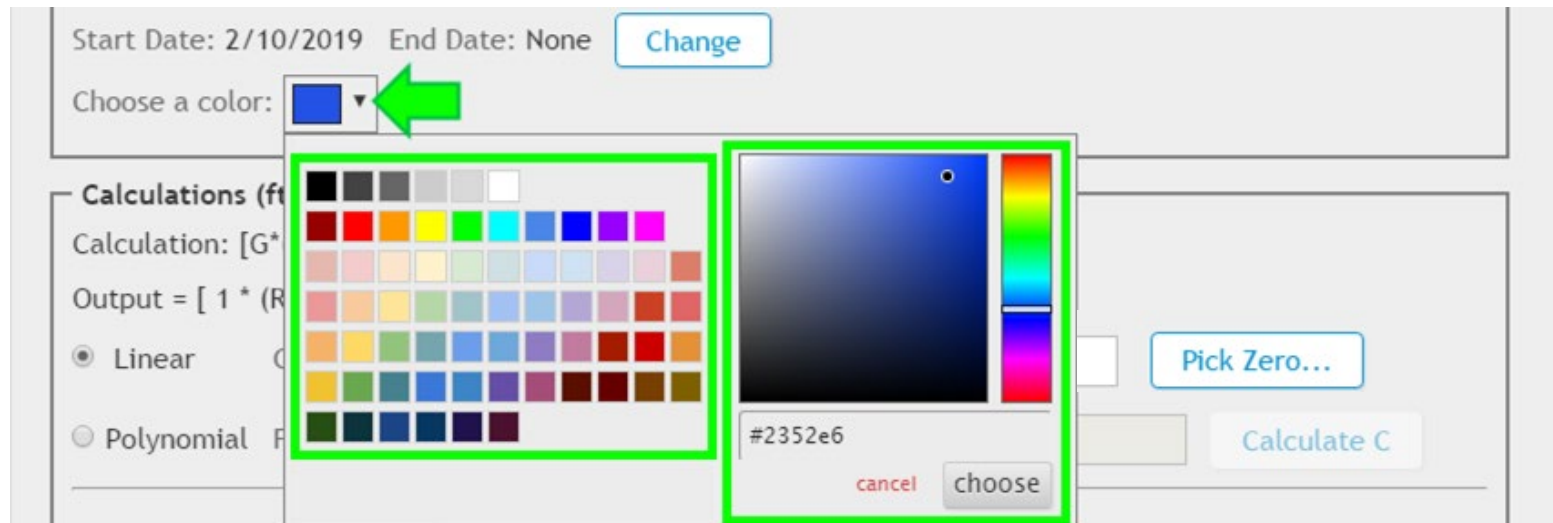 Start Date: 2/10/2019 End Date: None Change
Choose a color:
Calculations (ft
Calculation: [G*
Output = [ 1 * (R
Linear
Pick Zero...
Polynomial
#2352e6
Calculate C
cancel choose